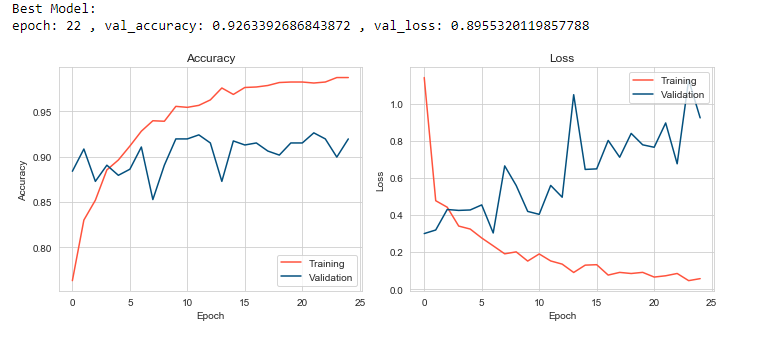 Best Model:
epoch: 22 , val_accuracy: 0.9263392686843872 , val_loss: 0.8955320119857788
Accuracy
0.95
0.90
0.85
0.80
Accuracy
Training
Validation
0
5
10
15
20
25
Epoch
Loss
1.0
0.8
0.6
0.4
0.2
0.0
Loss
Training
Validation
0
5
10
15
20
25
Epoch